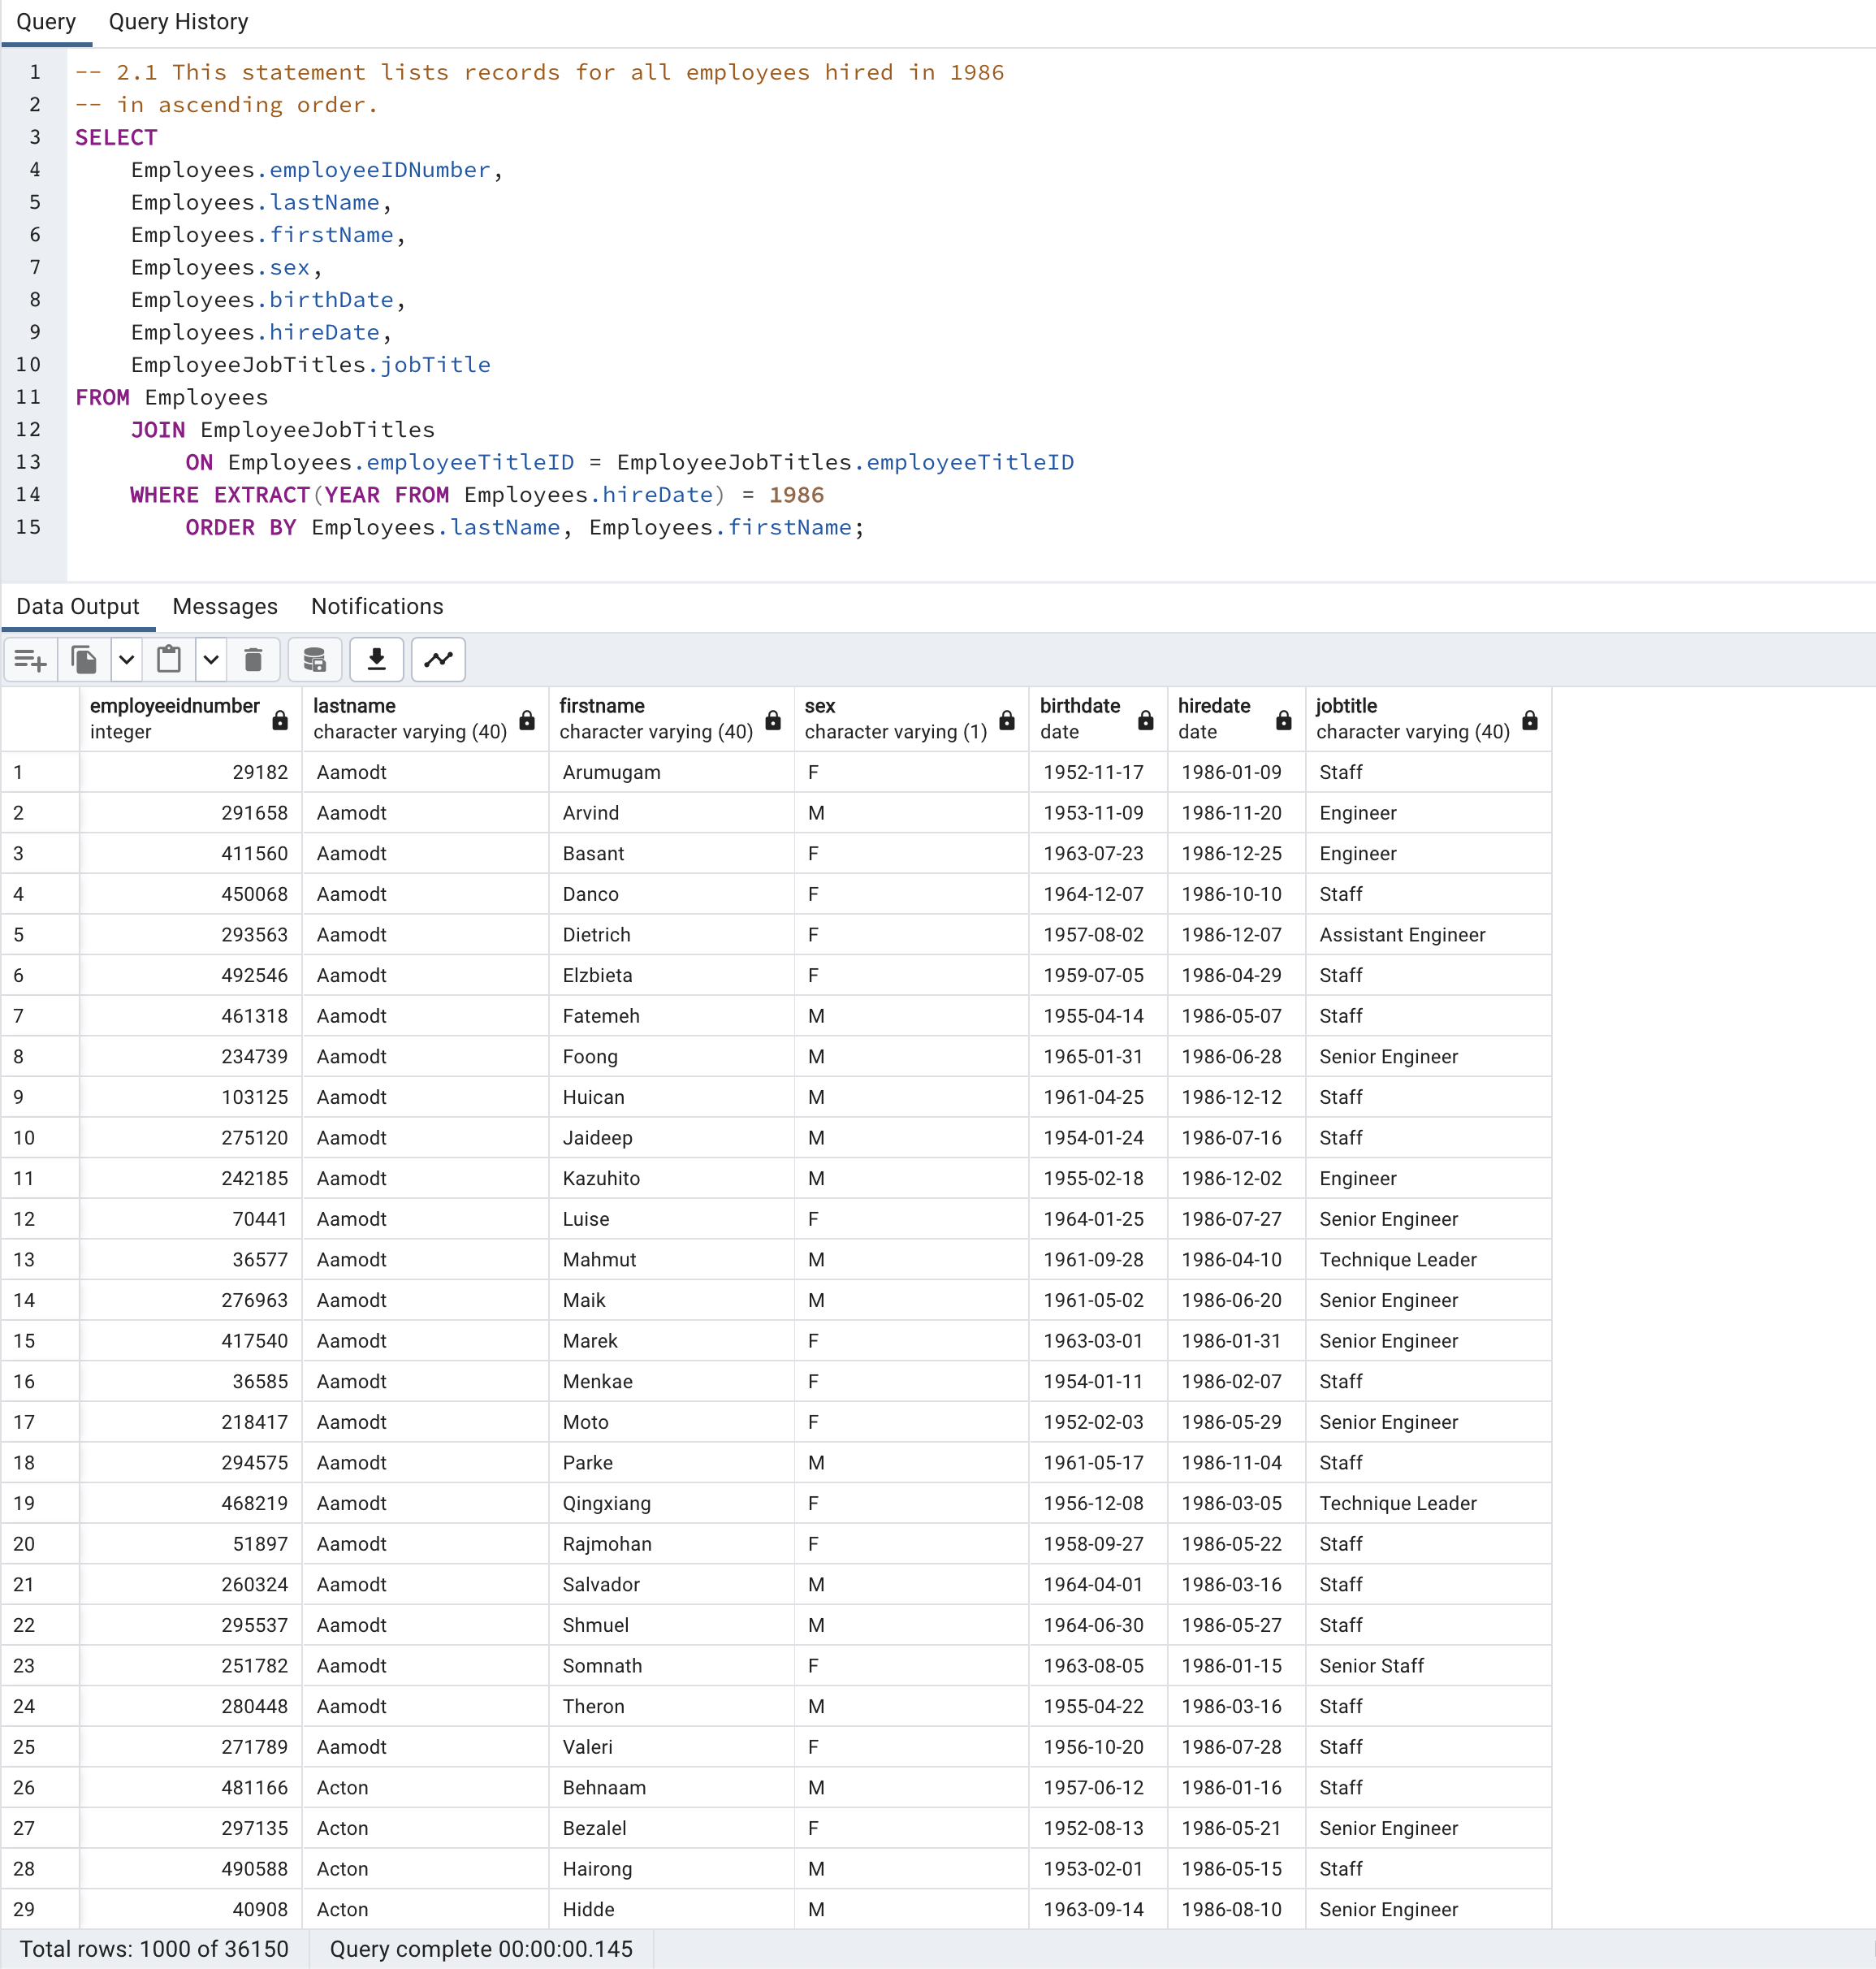 Query Query History
1 -- 2.1 This statement lists records for all employees hired in 1986
2 -- in ascending order.
3 SELECT
4 Employees.employeeIDNumber,
5 Employees.lastName,
6 Employees.firstName,
7 Employees.sex,
8 Employees.birthDate,
9 Employees.hireDate,
10 EmployeeJobTitles.jobTitle
11 FROM Employees
12 JOIN EmployeeJobTitles
13 ON Employees.employeeTitleID = EmployeeJobTitles.employeeTitleID
14 WHERE EXTRACT(YEAR FROM Employees.hireDate) = 1986
15 ORDER BY Employees.lastName, Employees.firstName;
Data Output Messages Notifications
employeeidnumber lastname firstname sex birthdate hiredate jobtitle
integer character varying (40) character varying (40) character varying (1) date date character varying (40)
1 29182 Aamodt Arumugam F 1952-11-17 1986-01-09 Staff
2 291658 Aamodt Arvind M 1953-11-09 1986-11-20 Engineer
3 411560 Aamodt Basant F 1963-07-23 1986-12-25 Engineer
4 450068 Aamodt Danco F 1964-12-07 1986-10-10 Staff
5 293563 Aamodt Dietrich F 1957-08-02 1986-12-07 Assistant Engineer
6 492546 Aamodt Elzbieta F 1959-07-05 1986-04-29 Staff
7 461318 Aamodt Fatemeh M 1955-04-14 1986-05-07 Staff
8 234739 Aamodt Foong M 1965-01-31 1986-06-28 Senior Engineer
9 103125 Aamodt Huican M 1961-04-25 1986-12-12 Staff
10 275120 Aamodt Jaideep M 1954-01-24 1986-07-16 Staff
11 242185 Aamodt Kazuhito M 1955-02-18 1986-12-02 Engineer
12 70441 Aamodt Luise F 1964-01-25 1986-07-27 Senior Engineer
13 36577 Aamodt Mahmut M 1961-09-28 1986-04-10 Technique Leader
14 276963 Aamodt Maik M 1961-05-02 1986-06-20 Senior Engineer
15 417540 Aamodt Marek F 1963-03-01 1986-01-31 Senior Engineer
16 36585 Aamodt Menkae F 1954-01-11 1986-02-07 Staff
17 218417 Aamodt Moto F 1952-02-03 1986-05-29 Senior Engineer
18 294575 Aamodt Parke M 1961-05-17 1986-11-04 Staff
19 468219 Aamodt Qingxiang F 1956-12-08 1986-03-05 Technique Leader
20 51897 Aamodt Rajmohan F 1958-09-27 1986-05-22 Staff
21 260324 Aamodt Salvador M 1964-04-01 1986-03-16 Staff
22 295537 Aamodt Shmuel M 1964-06-30 1986-05-27 Staff
23 251782 Aamodt Somnath F 1963-08-05 1986-01-15 Senior Staff
24 280448 Aamodt Theron M 1955-04-22 1986-03-16 Staff
25 271789 Aamodt Valeri F 1956-10-20 1986-07-28 Staff
26 481166 Acton Behnaam M 1957-06-12 1986-01-16 Staff
27 297135 Acton Bezalel F 1952-08-13 1986-05-21 Senior Engineer
28 490588 Acton Hairong M 1953-02-01 1986-05-15 Staff
29 40908 Acton Hidde M 1963-09-14 1986-08-10 Senior Engineer
Total rows: 1000 of 36150 Query complete 00:00:00.145